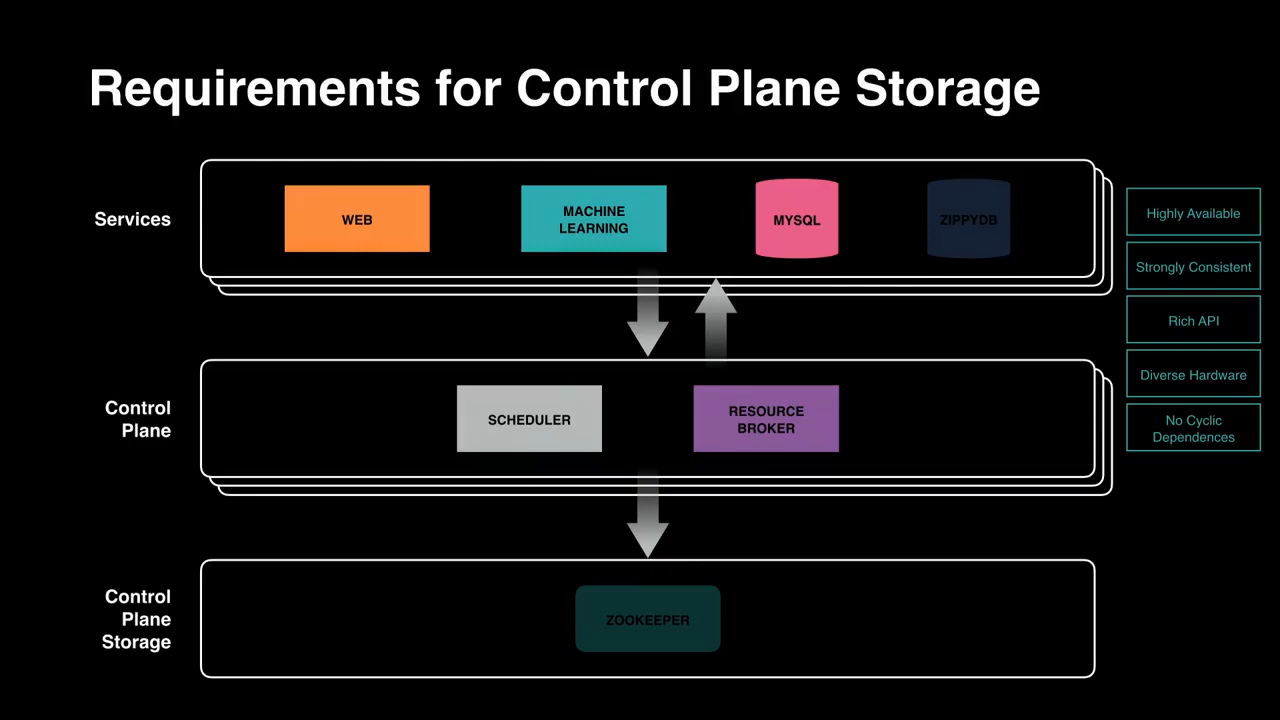 Requirements for Control Plane Storage
Services
WEB
MACHINE
LEARNING
MYSQL
ZIPPYDB
Highly Available
Strongly Consistent
Rich API
Diverse Hardware
No Cyclic
Dependences
Control
Plane
SCHEDULER
RESOURCE
BROKER
Control
Plane
Storage
ZOOKEEPER